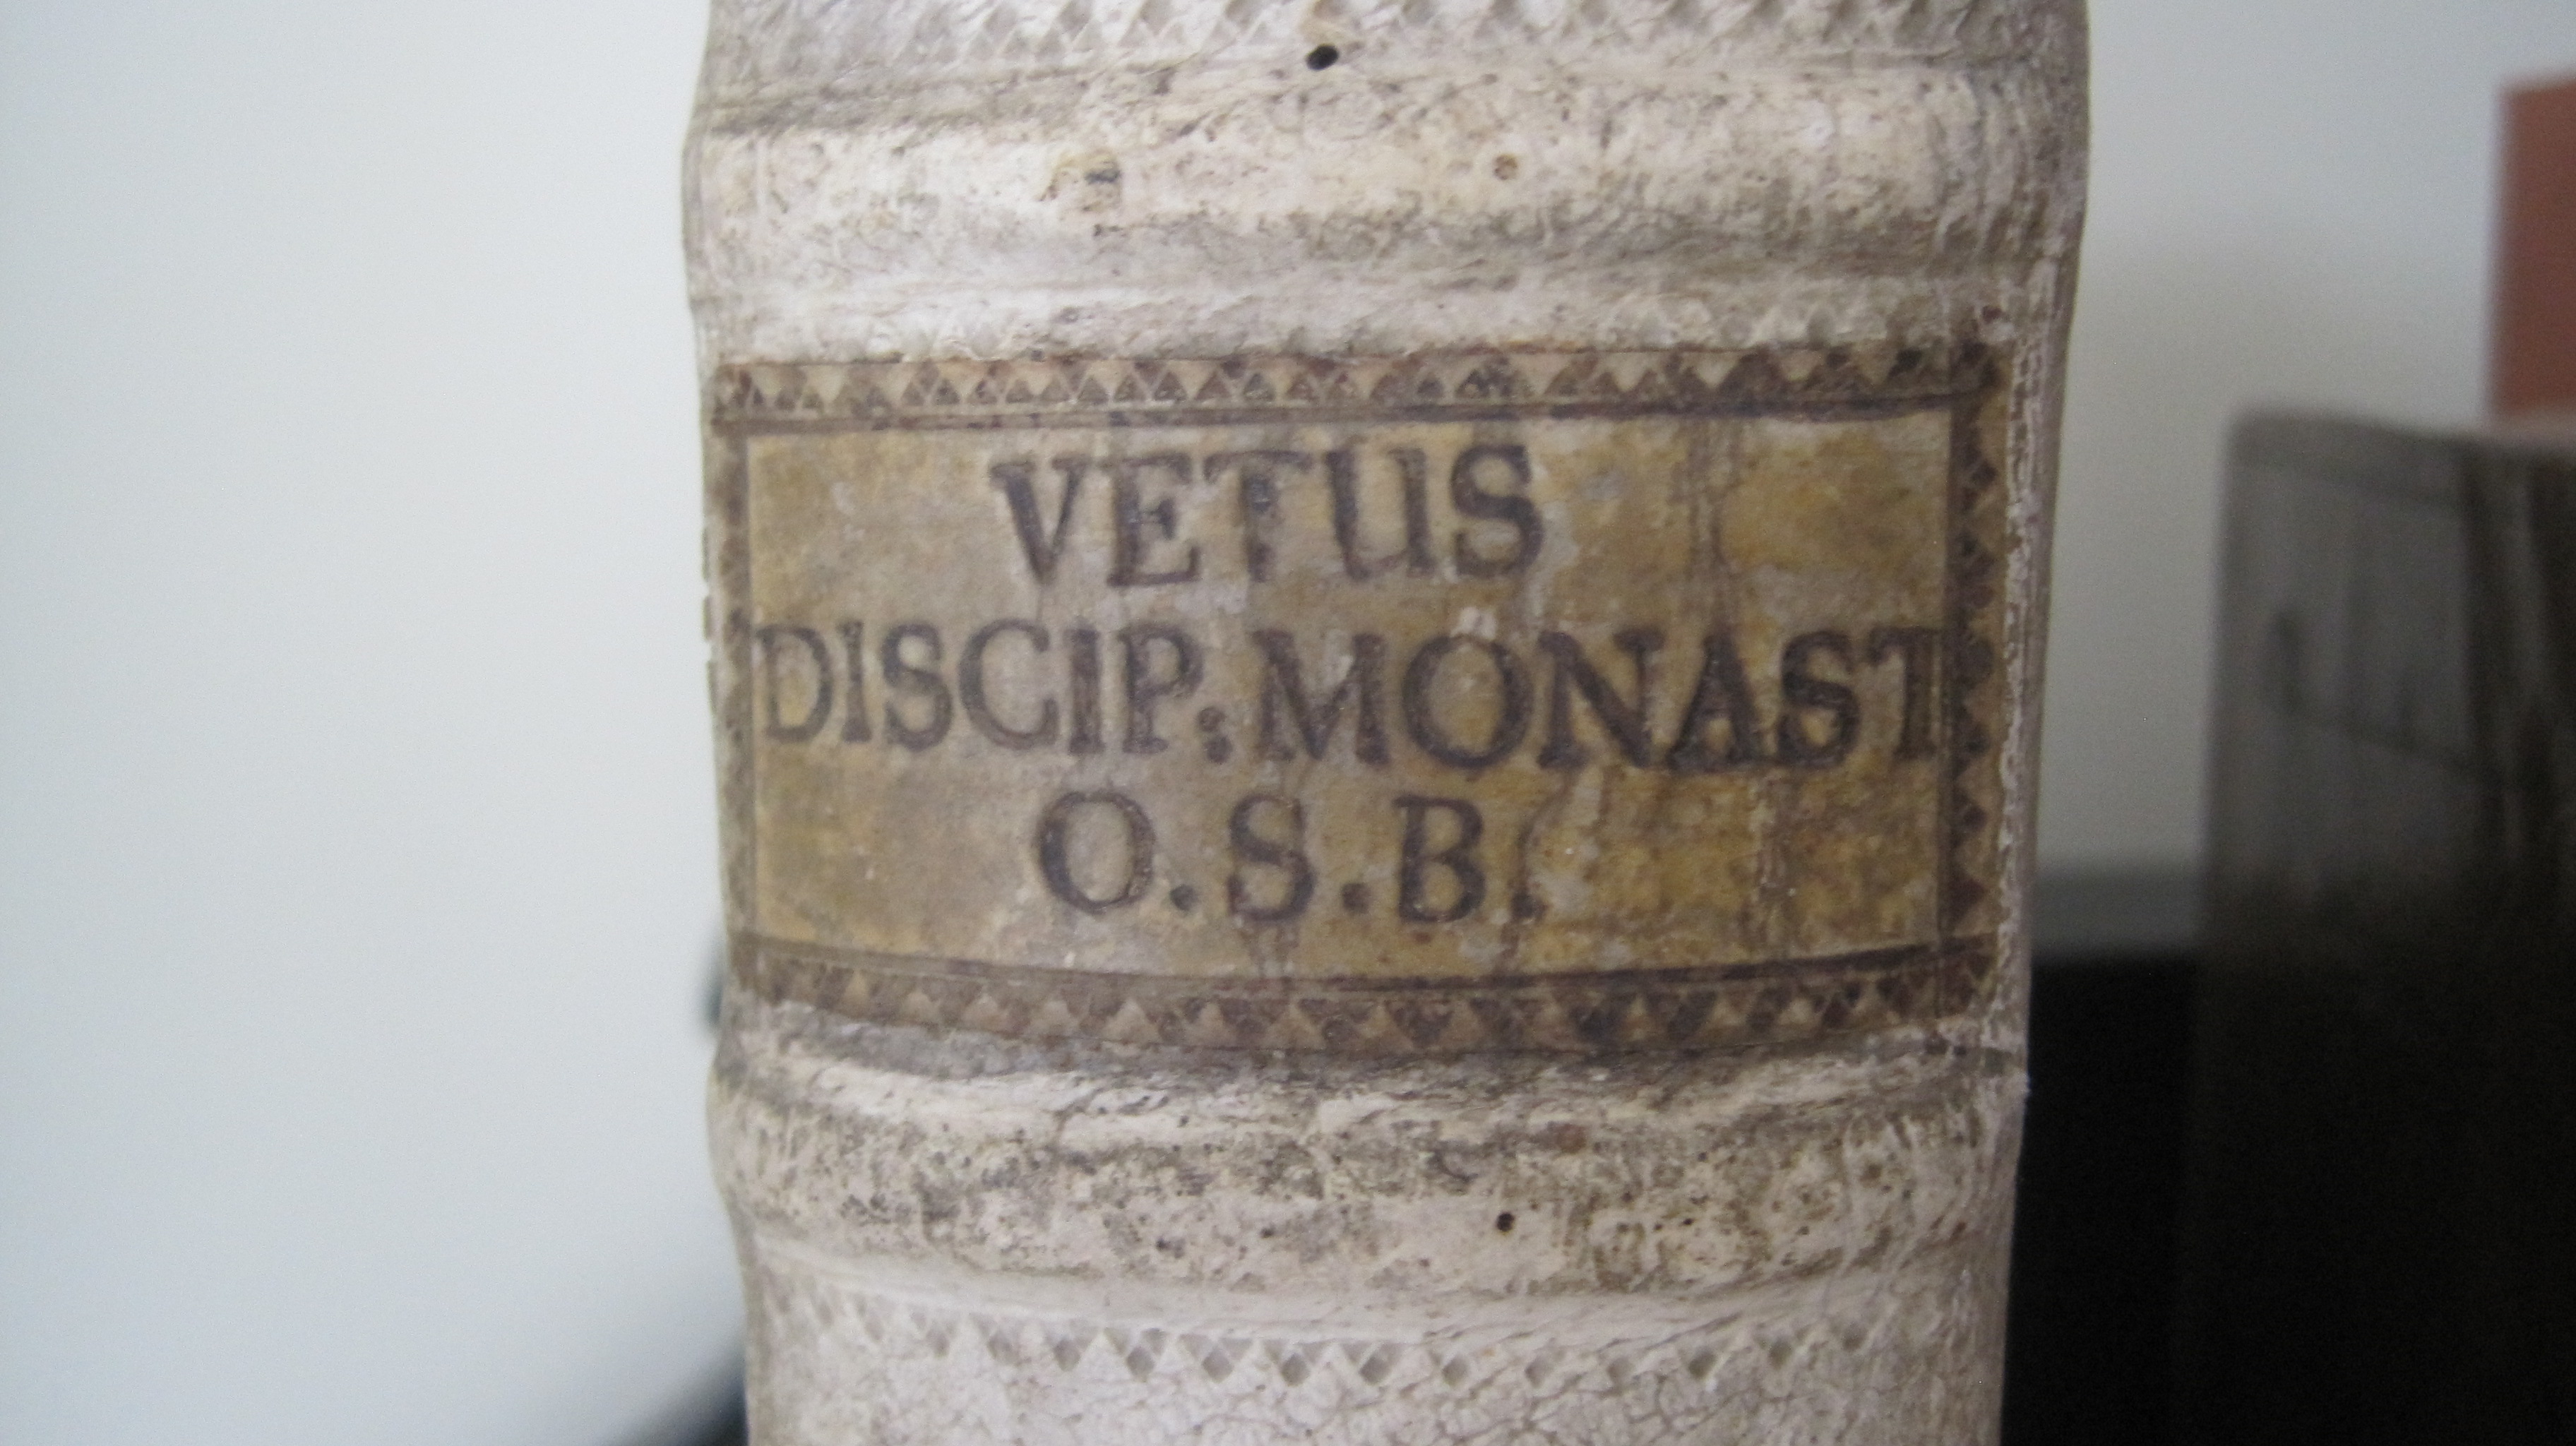 VETUS
DISCIP: MONAST
O.S.B.